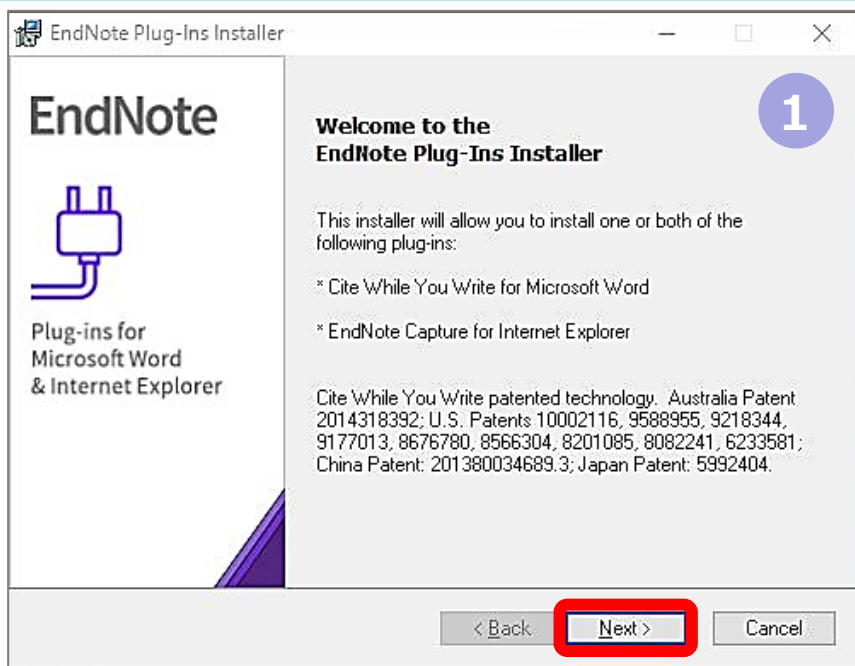 EndNote Plug-Ins Installer
EndNote
Plug-ins for
Microsoft Word
& Internet Explorer
1
Welcome to the
EndNote Plug-Ins Installer
This installer will allow you to install one or both of the
following plug-ins:
* Cite While You Write for Microsoft Word
* EndNote Capture for Internet Explorer
Cite While You Write patented technology. Australia Patent
2014318392; U.S. Patents 10002116, 9588955, 9218344,
9177013, 8676780, 8566304, 8201085, 8082241, 6233581;
China Patent: 201380034689.3; Japan Patent: 5992404.
< Back
Next >
Cancel